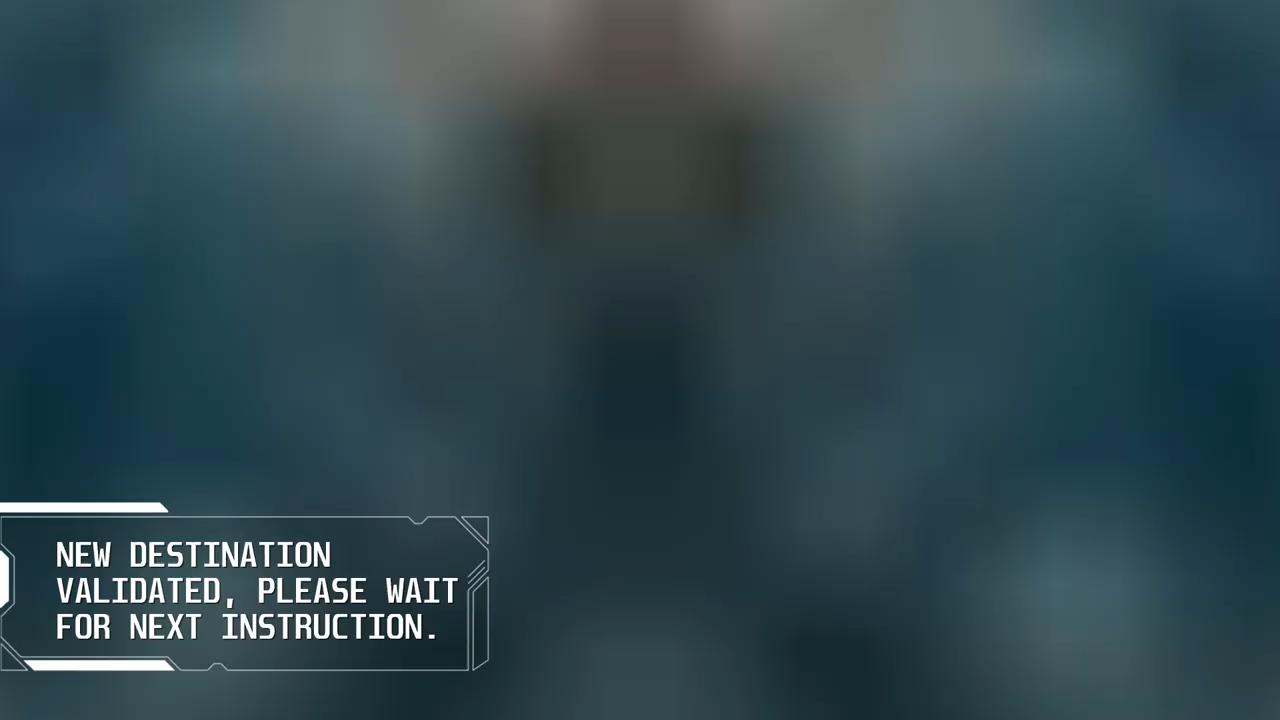 NEW DESTINATION
VALIDATED, PLEASE WAIT
FOR NEXT INSTRUCTION.